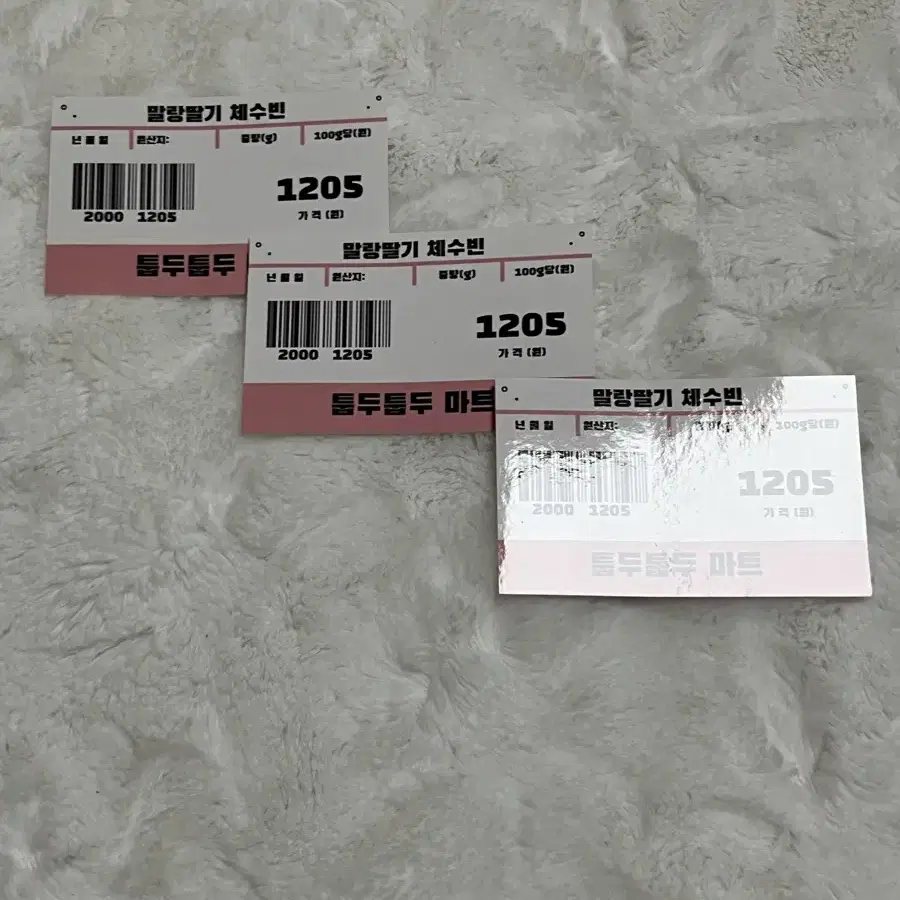 말랑딸기 체수빈
년 월 일 원산지: 중량(g) 100g당(원)
1205
가격 (원)
2000 1205
톱두톱두
말랑딸기 체수빈
년 월 일 원산지: 중량(g) 100g당(원)
1205
가격 (원)
2000 1205
톱두톱두 마트
말랑딸기 체수빈
년 월 일 원산지: 100g당(원)
1205
가격 (원)
2000 1205
톱두톱두 마트